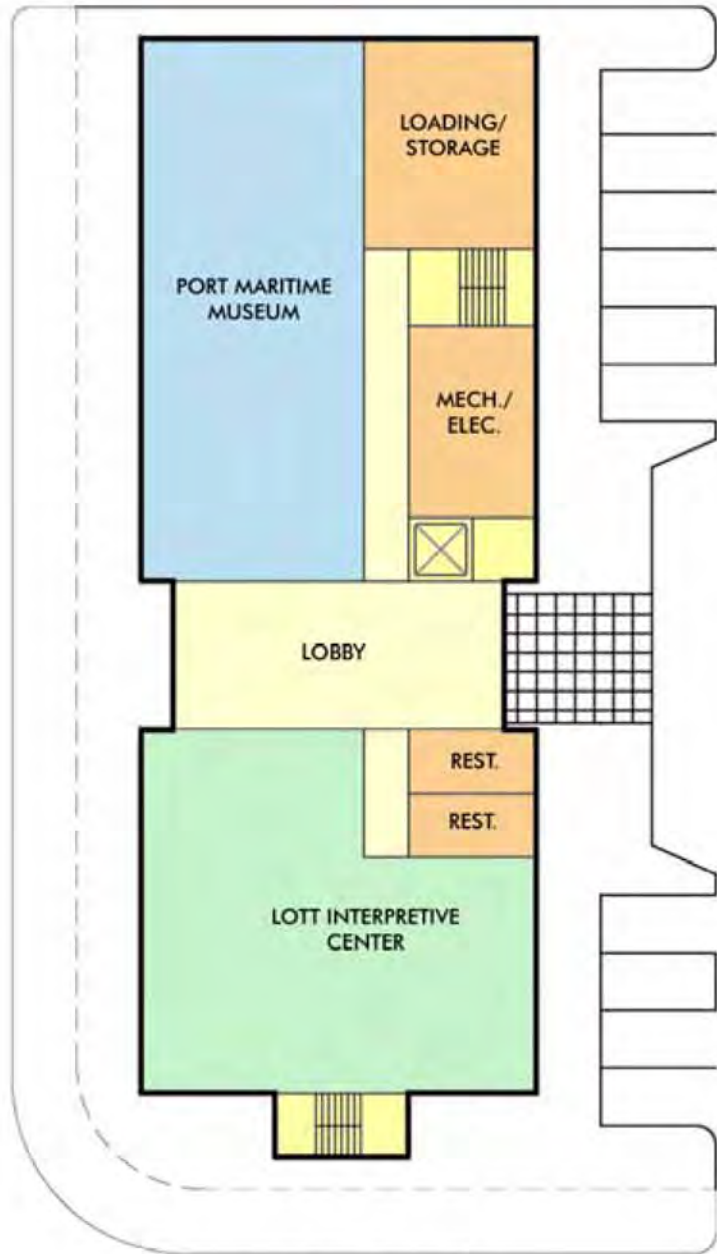 LOADING/
STORAGE
PORT MARITIME
MUSEUM
MECH./
ELEC.
LOBBY
REST.
REST.
LOTT INTERPRETIVE
CENTER